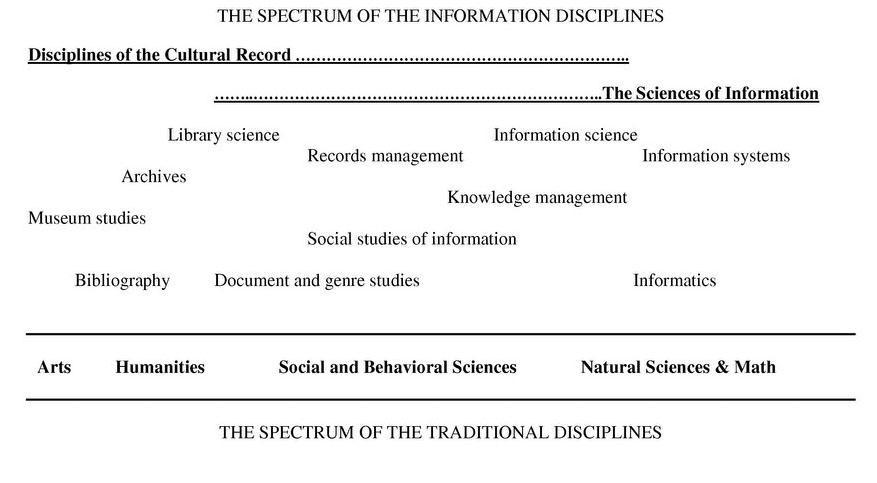 THE SPECTRUM OF THE INFORMATION DISCIPLINES
Disciplines of the Cultural Record ……………………………………………………….
…….…………………………………………………………..The Sciences of Information
Library science Information science
Records management Information systems
Archives
Knowledge management
Museum studies
Social studies of information
Bibliography Document and genre studies Informatics
Arts Humanities Social and Behavioral Sciences Natural Sciences & Math
THE SPECTRUM OF THE TRADITIONAL DISCIPLINES